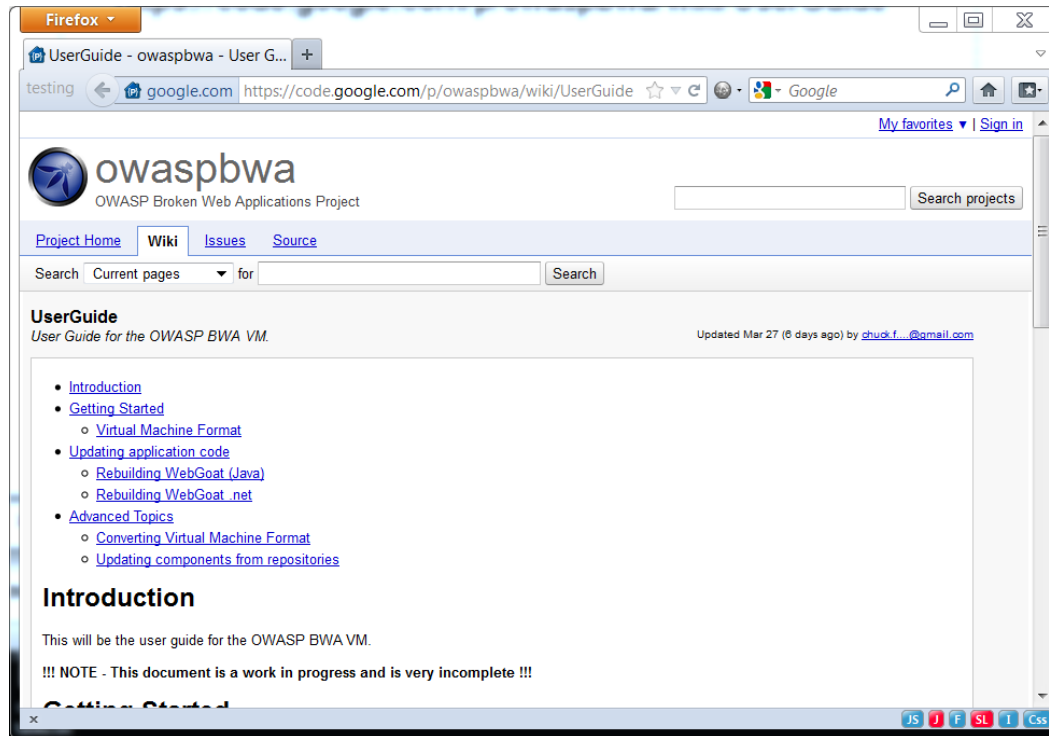 Firefox
UserGuide - owaspbwa - User G...
testing google.com https://code.google.com/p/owaspbwa/wiki/UserGuide Google
My favorites ▼ | Sign in
owaspbwa
OWASP Broken Web Applications Project
Search projects
Project Home Wiki Issues Source
Search Current pages for Search
UserGuide
User Guide for the OWASP BWA VM.
Updated Mar 27 (6 days ago) by chuck.f....@gmail.com
Introduction
Getting Started
Virtual Machine Format
Updating application code
Rebuilding WebGoat (Java)
Rebuilding WebGoat .net
Advanced Topics
Converting Virtual Machine Format
Updating components from repositories
Introduction
This will be the user guide for the OWASP BWA VM.
!!! NOTE - This document is a work in progress and is very incomplete !!!
Getting Started
x JS J F SL I Css